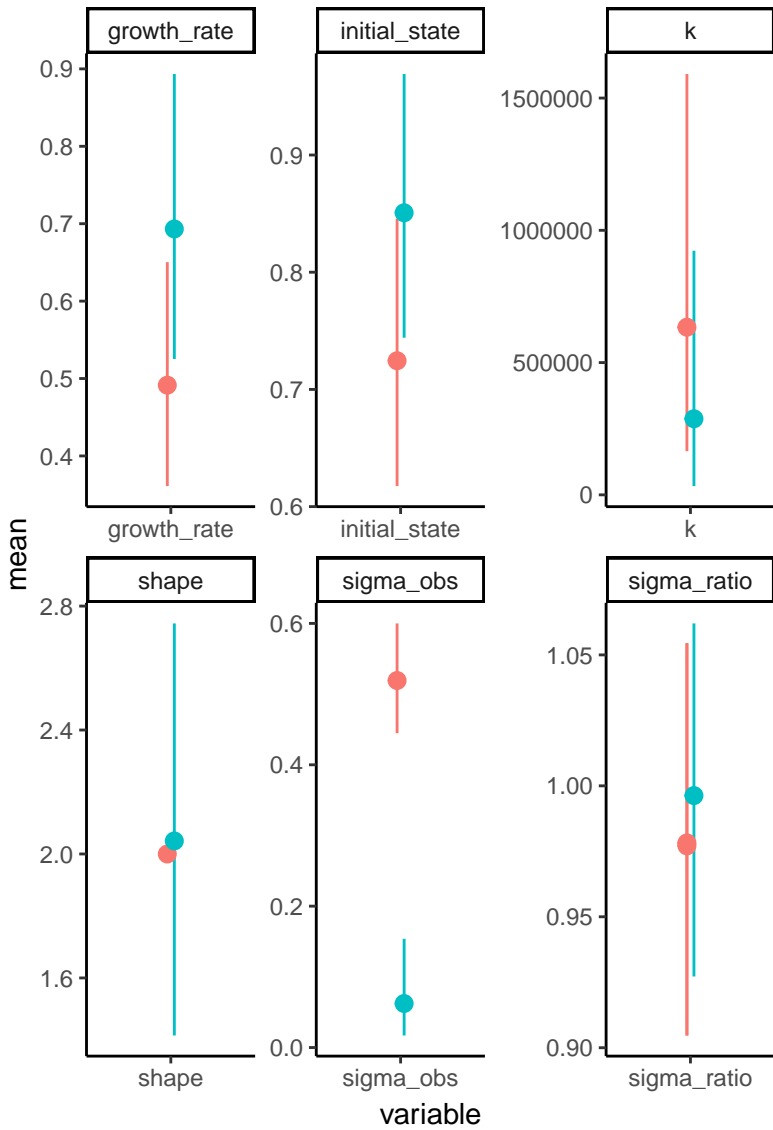 growth_rate
initial_state
k
0.9
0.8
0.7
0.6
0.5
0.4
0.9
0.8
0.7
0.6
1500000
1000000
500000
0
growth_rate
initial_state
k
mean
shape
sigma_obs
sigma_ratio
2.8
2.4
2.0
1.6
0.6
0.4
0.2
0.0
1.05
1.00
0.95
0.90
shape
sigma_obs
sigma_ratio
variable